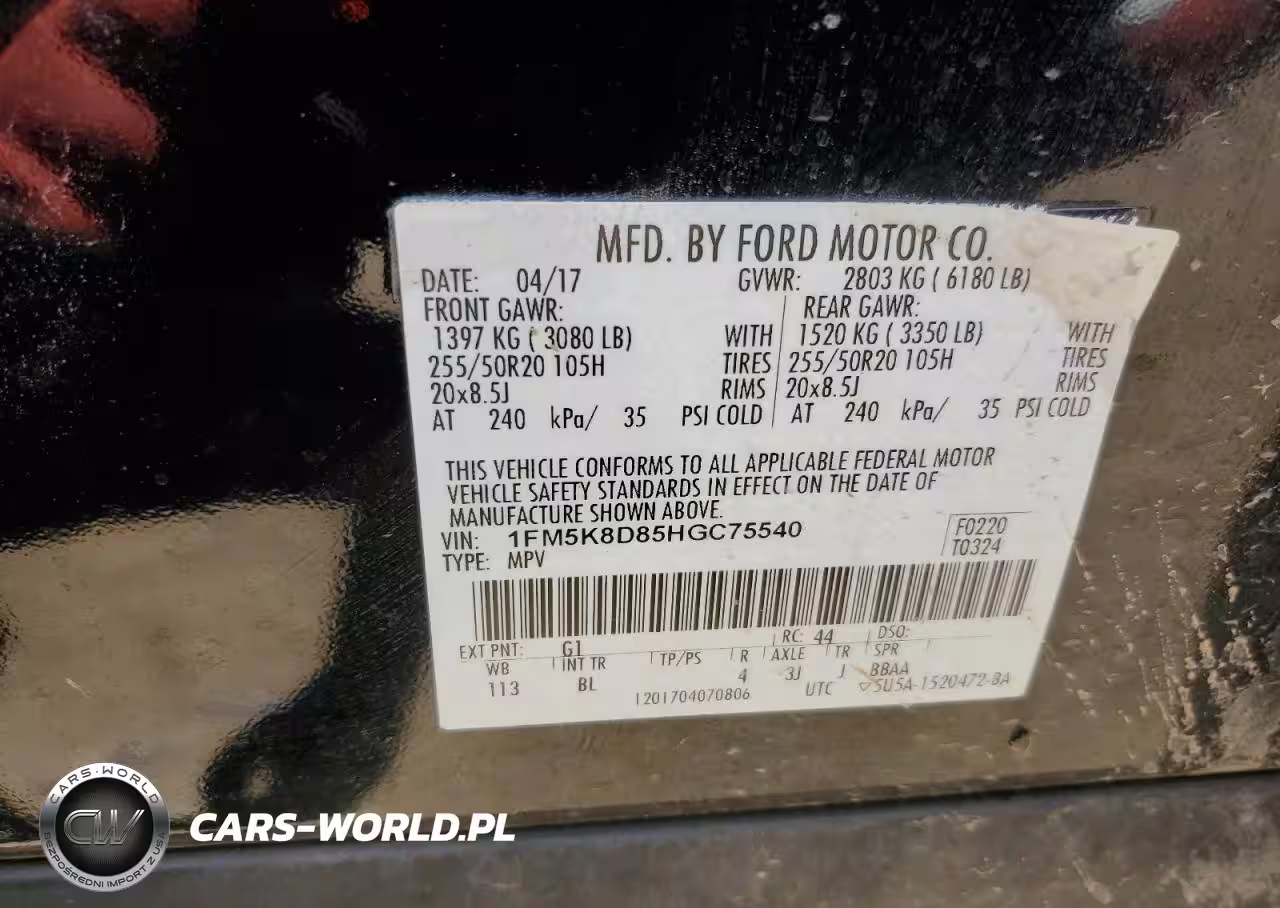 MFD. BY FORD MOTOR CO.
DATE: 04/17 GVWR: 2803 KG ( 6180 LB)
FRONT GAWR: REAR GAWR:
1397 KG ( 3080 LB) WITH 1520 KG ( 3350 LB) WITH
255/50R20 105H TIRES 255/50R20 105H TIRES
20x8.5J RIMS 20x8.5J RIMS
AT 240 kPa/ 35 PSI COLD AT 240 kPa/ 35 PSI COLD
THIS VEHICLE CONFORMS TO ALL APPLICABLE FEDERAL MOTOR
VEHICLE SAFETY STANDARDS IN EFFECT ON THE DATE OF
MANUFACTURE SHOWN ABOVE.
VIN: 1FM5K8D85HGC75540 F0220
TYPE: MPV T0324
EXT PNT: G1 RC: 44 DSO:
WB INT TR TP/PS R AXLE TR SPR
113 BL 4 3J J BBAA
1201704070806 UTC ▽5U5A-1520472-BA
CARS-WORLD
CW
BEZPOŚREDNI IMPORT Z USA
CARS-WORLD.PL